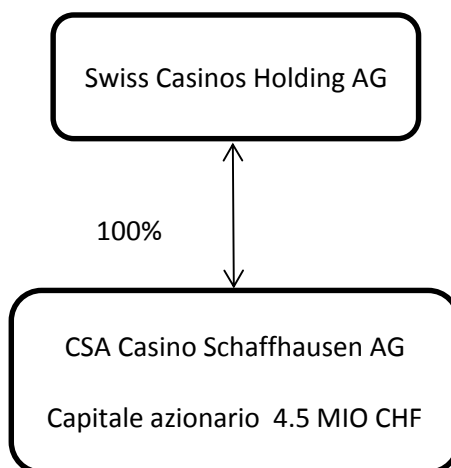 Swiss Casinos Holding AG
100%
CSA Casino Schaffhausen AG
Capitale azionario 4.5 MIO CHF